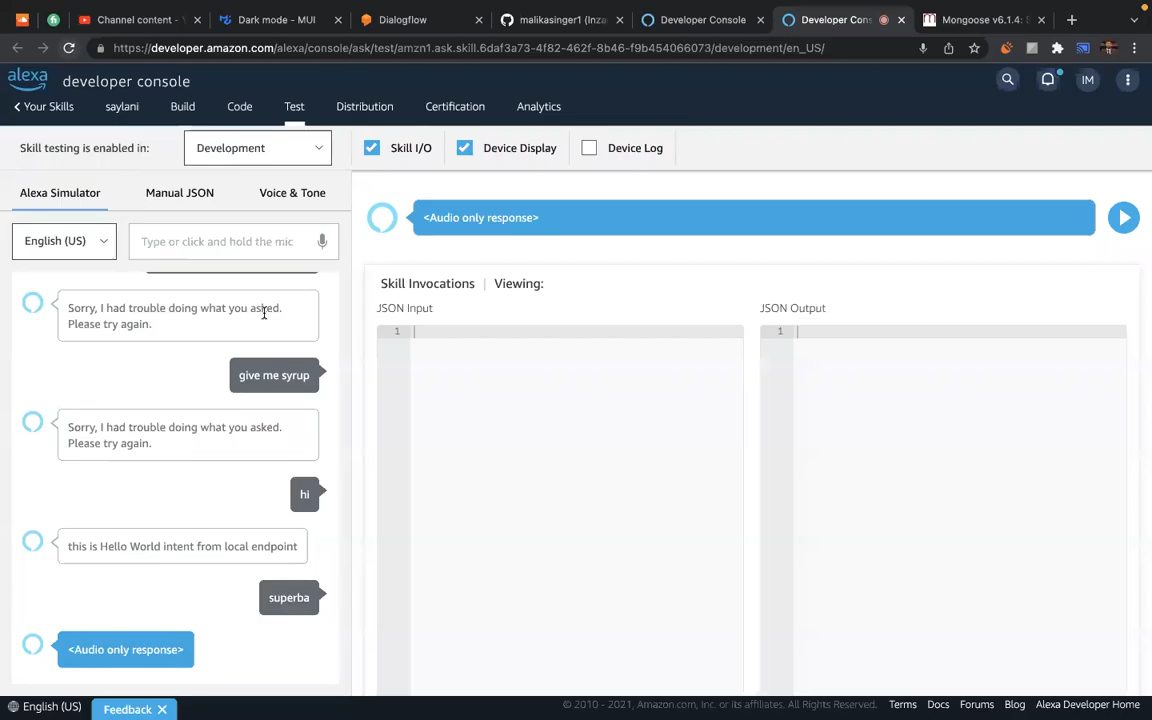 Channel content -
Dark mode - MUI
Dialogflow
malikasinger1 (Inza
Developer Console
Developer Cons
Mongoose v6.1.4:
https://developer.amazon.com/alexa/console/ask/test/amzn1.ask.skill.6daf3a73-4f82-462f-8b46-f9b454066073/development/en_US/
alexa developer console
IM
Your Skills saylani Build Code Test Distribution Certification Analytics
Skill testing is enabled in: Development Skill I/O Device Display Device Log
Alexa Simulator Manual JSON Voice & Tone
English (US) Type or click and hold the mic
<Audio only response>
Sorry, I had trouble doing what you asked.
Please try again.
give me syrup
Sorry, I had trouble doing what you asked.
Please try again.
hi
this is Hello World intent from local endpoint
superba
<Audio only response>
Skill Invocations | Viewing:
JSON Input JSON Output
1 1
English (US) Feedback
© 2010 - 2021, Amazon.com, Inc. or its affiliates. All Rights Reserved. Terms Docs Forums Blog Alexa Developer Home